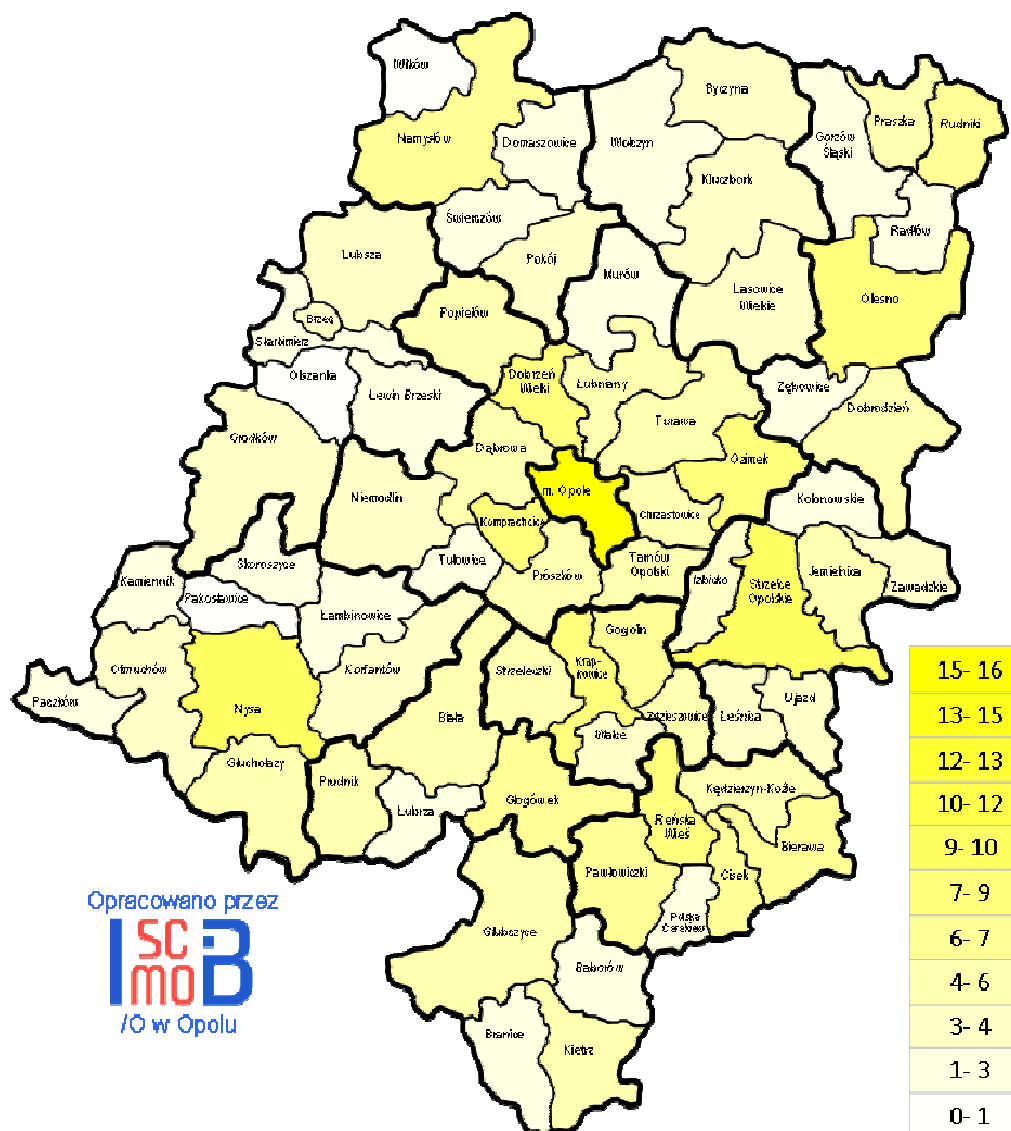 Wilków
Byczyna
Praszka
Rudniki
Namysłów
Domaszowice
Wołczyn
Gorzów
Śląski
Kluczbork
Świerczów
Radłów
Lubsza
Pokój
Murów
Lasowice
Wielkie
Olesno
Brzeg
Popielów
Skarbimierz
Olszanka
Lewin Brzeski
Dobrzeń
Wielki
Łubniany
Zębowice
Dobrodzień
Turawa
Grodków
Dąbrowa
Ozimek
Niemodlin
m. Opole
Kolonowskie
Komprachcice
Chrząstowice
Skoroszyce
Tułowice
Tarnów
Opolski
Kamiennik
Pakosławice
Prószków
Izbicko
Strzelce
Opolskie
Jemielnica
Zawadzkie
Łambinowice
Gogolin
Otmuchów
Korfantów
Strzeleczki
Krap-
kowice
Paczków
Nysa
Biała
Walce
Zdzieszowice
Leśnica
Ujazd
Głuchołazy
Prudnik
Lubrza
Głogówek
Kędzierzyn-Koźle
Reńska
Wieś
Bierawa
Pawłowiczki
Cisek
Polska
Cerekiew
Głubczyce
Baborów
Branice
Kietrz
15- 16
13- 15
12- 13
10- 12
9- 10
7- 9
6- 7
4- 6
3- 4
1- 3
0- 1
Opracowano przez
I SC MO B
/O w Opolu